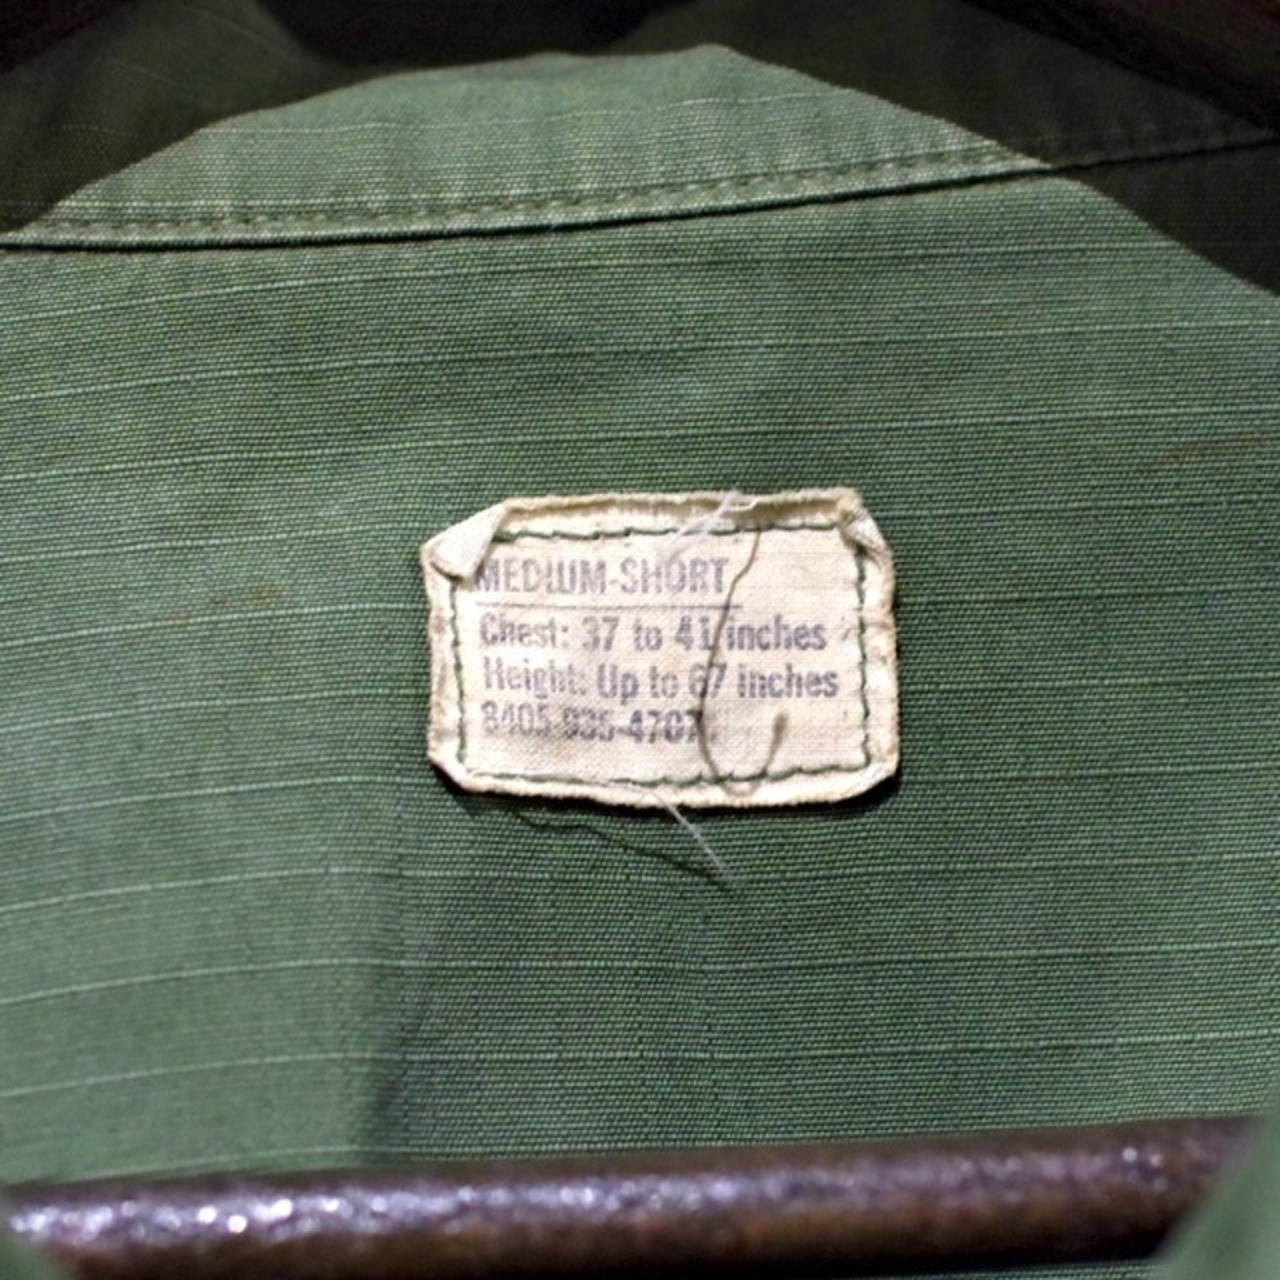 MEDIUM-SHORT
Chest: 37 to 41 inches
Height: Up to 67 inches
8405-935-4707